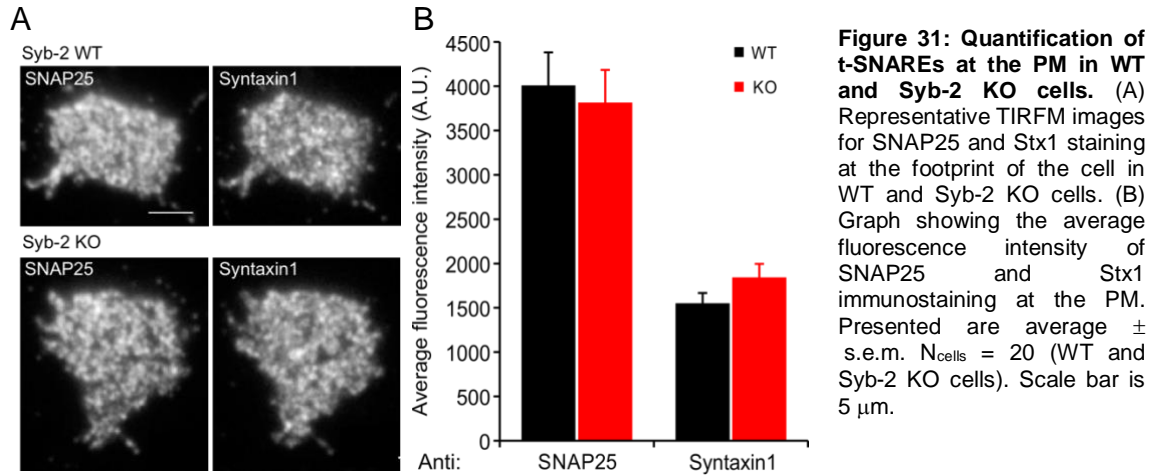 A
Syb-2 WT
SNAP25
Syntaxin1
Syb-2 KO
SNAP25
Syntaxin1
B
Average fluorescence intensity (A.U.)
4500
4000
3500
3000
2500
2000
1500
1000
500
0
WT
KO
Anti:
SNAP25
Syntaxin1
Figure 31: Quantification of
t-SNAREs at the PM in WT
and Syb-2 KO cells. (A)
Representative TIRFM images
for SNAP25 and Stx1 staining
at the footprint of the cell in
WT and Syb-2 KO cells. (B)
Graph showing the average
fluorescence intensity of
SNAP25 and Stx1
immunostaining at the PM.
Presented are average ±
s.e.m. Ncells = 20 (WT and
Syb-2 KO cells). Scale bar is
5 μm.